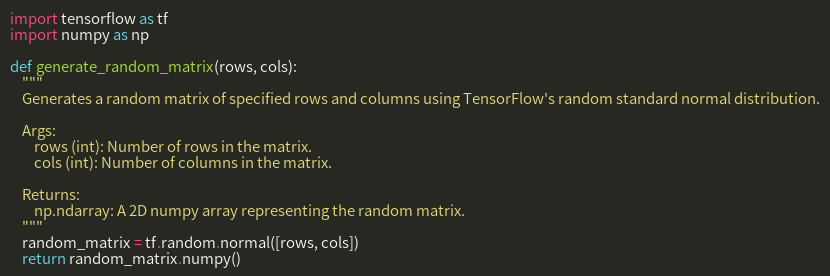 import tensorflow as tf
import numpy as np

def generate_random_matrix(rows, cols):
    """
    Generates a random matrix of specified rows and columns using TensorFlow's random standard normal distribution.

    Args:
        rows (int): Number of rows in the matrix.
        cols (int): Number of columns in the matrix.

    Returns:
        np.ndarray: A 2D numpy array representing the random matrix.
    """
    random_matrix = tf.random.normal([rows, cols])
    return random_matrix.numpy()